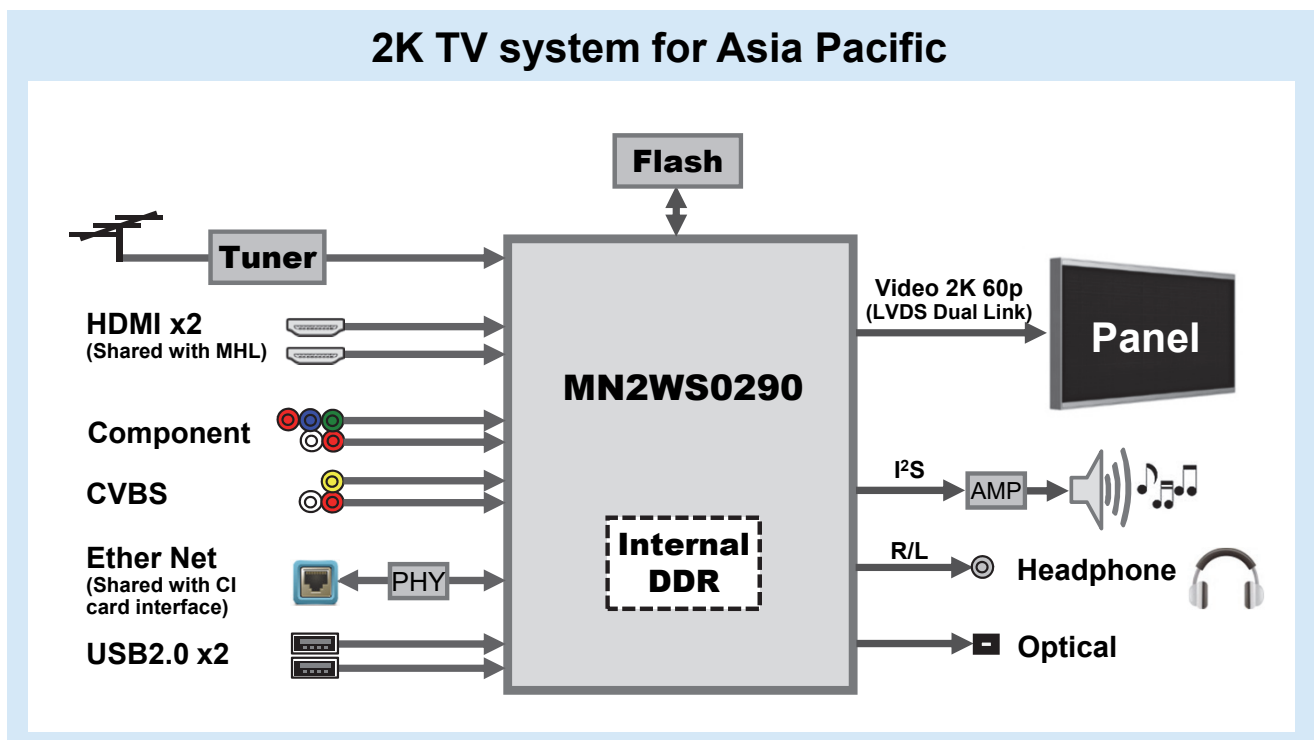 2K TV system for Asia Pacific
Flash
Tuner
HDMI x2
(Shared with MHL)
Component
CVBS
Ether Net
(Shared with CI
card interface)
PHY
USB2.0 x2
MN2WS0290
Internal
DDR
Video 2K 60p
(LVDS Dual Link)
Panel
I²S
AMP
R/L
Headphone
Optical